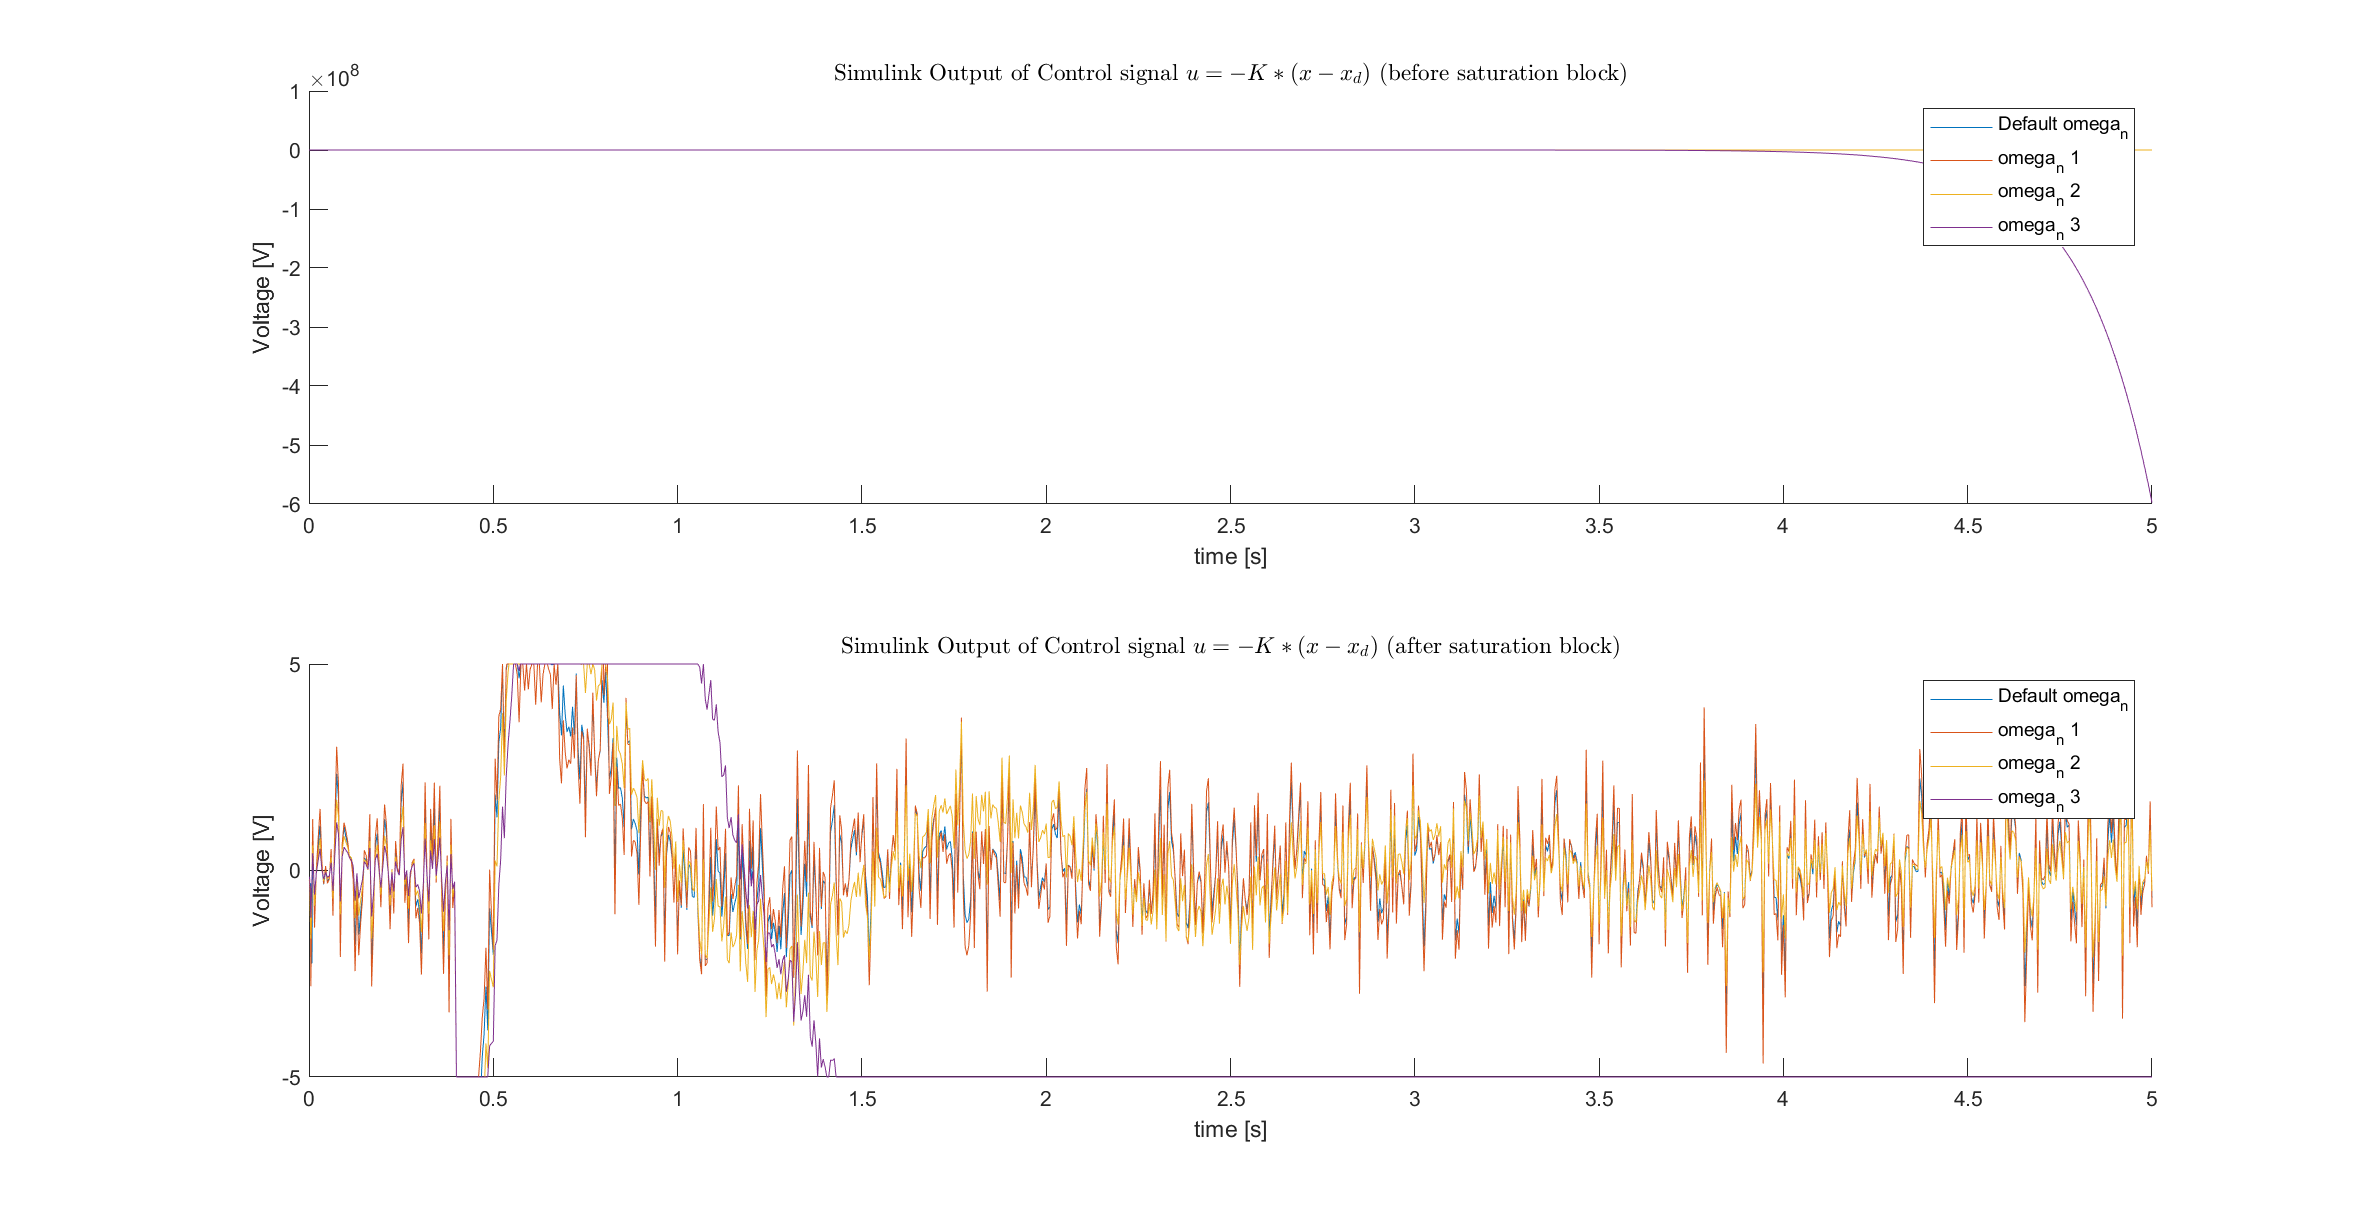 Simulink Output of Control signal u = −K ∗ (x − x_d) (before saturation block)
×10^8
1
0
-1
-2
-3
-4
-5
-6
Voltage [V]
0 0.5 1 1.5 2 2.5 3 3.5 4 4.5 5
time [s]
Default omega_n
omega_n 1
omega_n 2
omega_n 3
Simulink Output of Control signal u = −K ∗ (x − x_d) (after saturation block)
5
0
-5
Voltage [V]
0 0.5 1 1.5 2 2.5 3 3.5 4 4.5 5
time [s]
Default omega_n
omega_n 1
omega_n 2
omega_n 3